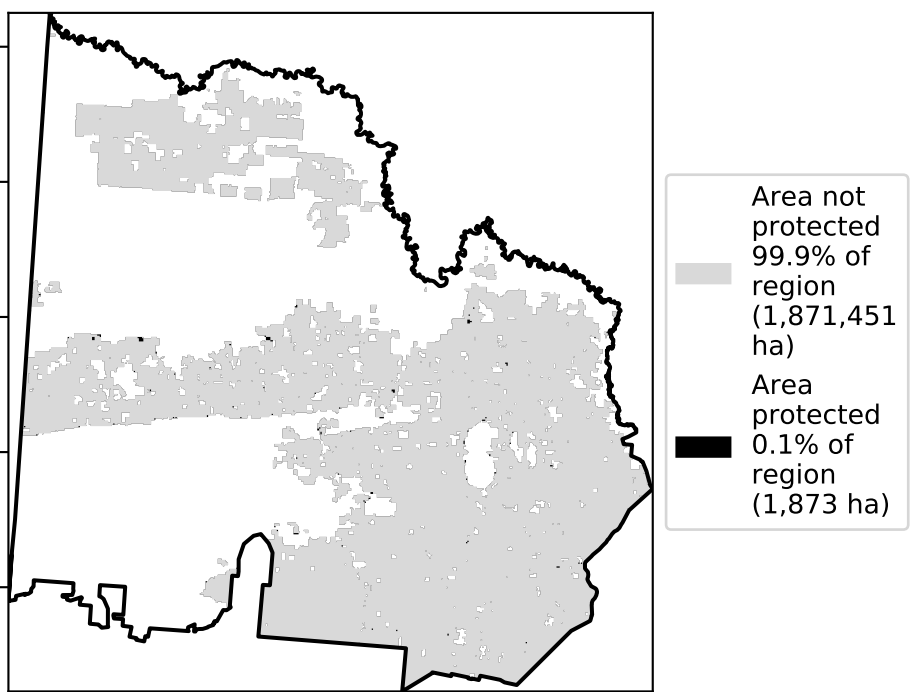 Area not
protected
99.9% of
region
(1,871,451
ha)
Area
protected
0.1% of
region
(1,873 ha)